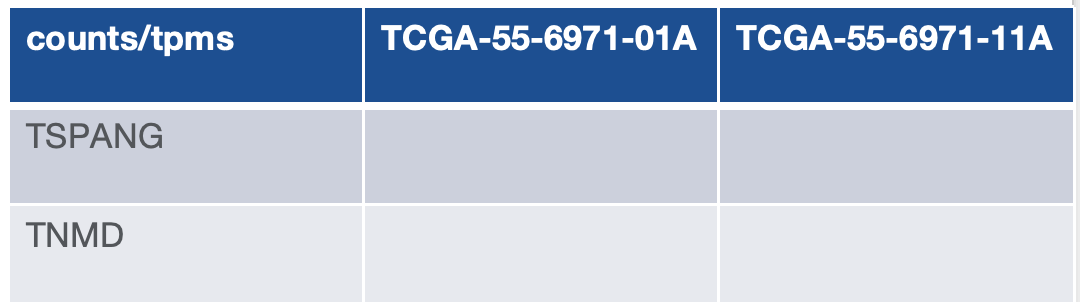 counts/tpms TCGA-55-6971-01A TCGA-55-6971-11A
TSPANG
TNMD